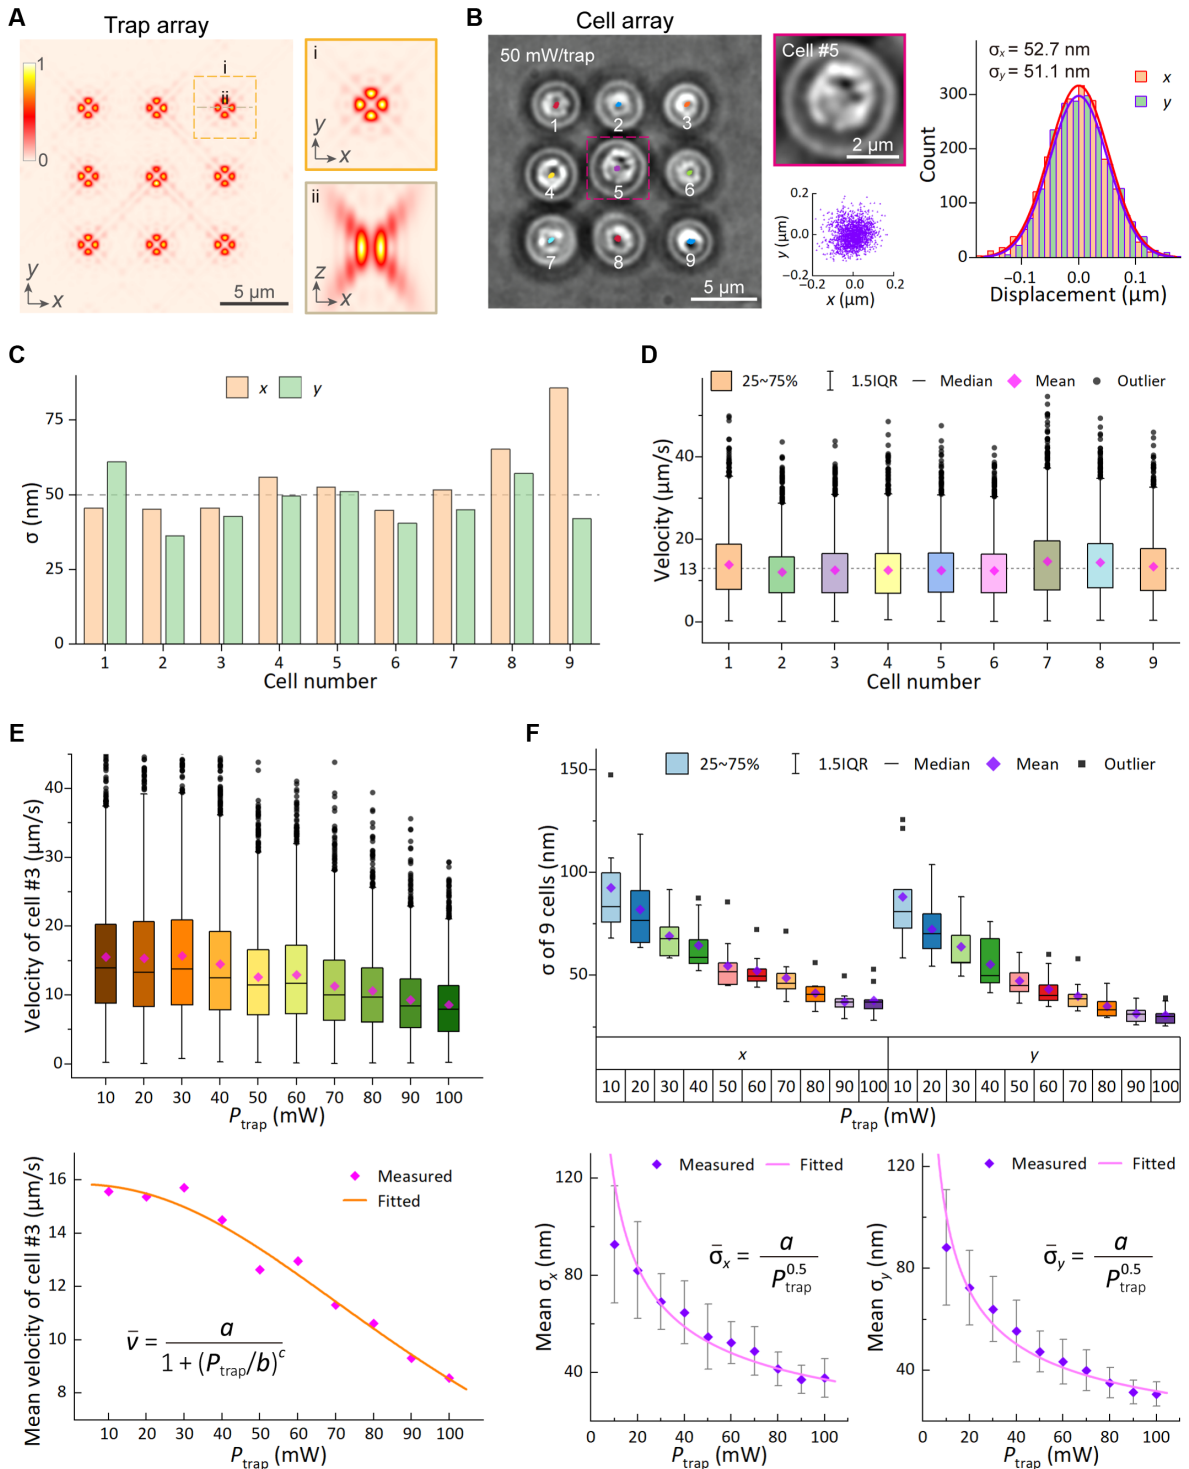 A
Trap array
1
0
i
ii
y
x
5 µm
i
y
x
ii
z
x
B
Cell array
50 mW/trap
1
2
3
4
5
6
7
8
9
5 µm
Cell #5
2 µm
0.2
0.0
−0.2
y (µm)
−0.2
0.0
0.2
x (µm)
σx = 52.7 nm
σy = 51.1 nm
x
y
300
200
100
0
Count
−0.1
0.0
0.1
Displacement (µm)
C
x
y
75
50
25
0
σ (nm)
1 2 3 4 5 6 7 8 9
Cell number
D
25~75%
1.5IQR
Median
Mean
Outlier
40
20
13
0
Velocity (µm/s)
1 2 3 4 5 6 7 8 9
Cell number
E
40
30
20
10
0
Velocity of cell #3 (µm/s)
10 20 30 40 50 60 70 80 90 100
Ptrap (mW)
16
14
12
10
8
Mean velocity of cell #3 (µm/s)
Measured
Fitted
v̄ = a / 1 + (Ptrap/b)c
10 20 30 40 50 60 70 80 90 100
Ptrap (mW)
F
25~75%
1.5IQR
Median
Mean
Outlier
150
100
50
σ of 9 cells (nm)
x
y
10 20 30 40 50 60 70 80 90 100 10 20 30 40 50 60 70 80 90 100
Ptrap (mW)
120
80
40
Mean σx (nm)
Measured
Fitted
σ̄x = a / P0.5trap
0 20 40 60 80 100
Ptrap (mW)
120
80
40
Mean σy (nm)
Measured
Fitted
σ̄y = a / P0.5trap
0 20 40 60 80 100
Ptrap (mW)